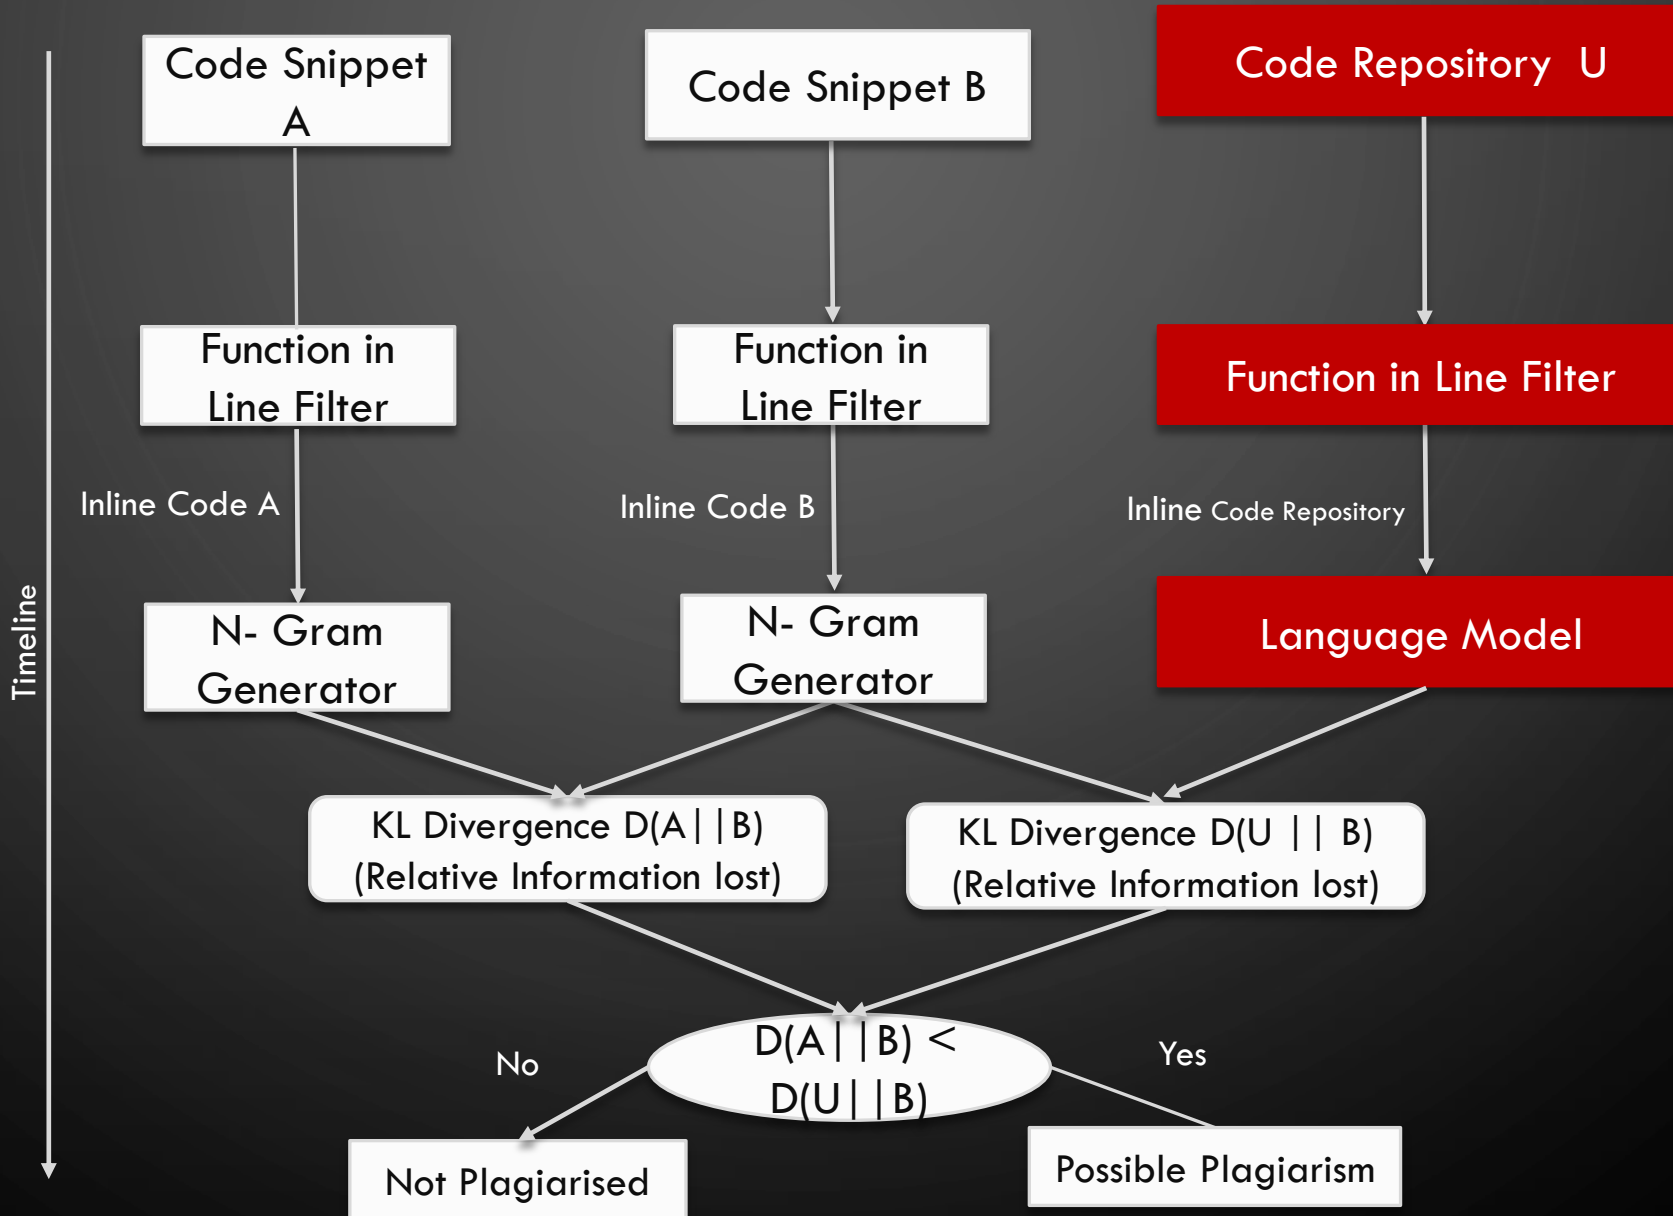 Code Snippet
A
Code Snippet B
Code Repository U
Function in
Line Filter
Function in
Line Filter
Function in Line Filter
Inline Code A
Inline Code B
Inline Code Repository
Timeline
N- Gram
Generator
N- Gram
Generator
Language Model
KL Divergence D(A||B)
(Relative Information lost)
KL Divergence D(U || B)
(Relative Information lost)
D(A||B) <
D(U||B)
No
Yes
Not Plagiarised
Possible Plagiarism